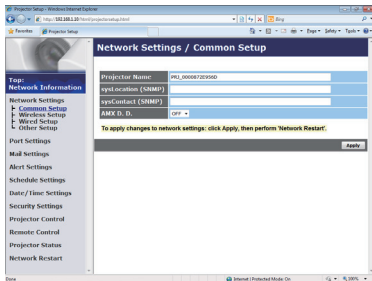 Projector Setup - Windows Internet Explorer
http://192.168.1.10/html/projectorsetup.html
Bing
Favorites
Projector Setup
Page
Safety
Tools
Network Settings / Common Setup
Top:
Network Information
Network Settings
Common Setup
Wireless Setup
Wired Setup
Other Setup
Port Settings
Mail Settings
Alert Settings
Schedule Settings
Date/Time Settings
Security Settings
Projector Control
Remote Control
Projector Status
Network Restart
Projector Name
sysLocation (SNMP)
sysContact (SNMP)
AMX D. D. OFF
To apply changes to network settings: click Apply, then perform 'Network Restart'.
Apply
Done
Internet | Protected Mode: On
100%